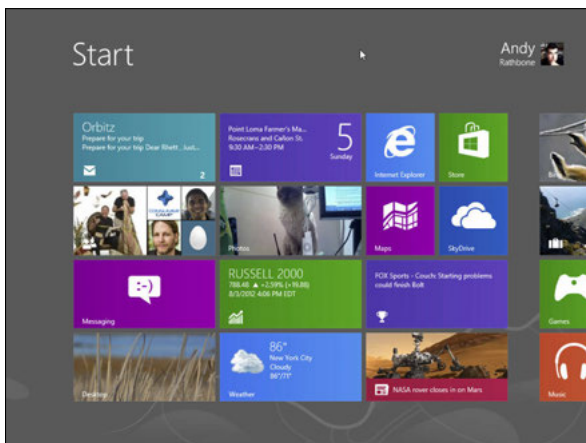 Start
Andy
Rathbone
Orbitz
Prepare for your trip
Prepare for your trip Dear Rhett , Just...
2
Point Loma Farmer's Ma...
Rosecrans and Cañon St.
9:30 AM–2:30 PM
5
Sunday
Internet Explorer
Store
Photos
Maps
SkyDrive
Messaging
:-)
RUSSELL 2000
788.48 ▲ +2.59% (+19.88)
8/3/2012 4:06 PM EDT
FOX Sports - Couch: Starting problems
could finish Bolt
Games
Desktop
86°
New York City
Cloudy
86°/71°
Weather
NASA rover closes in on Mars
Music